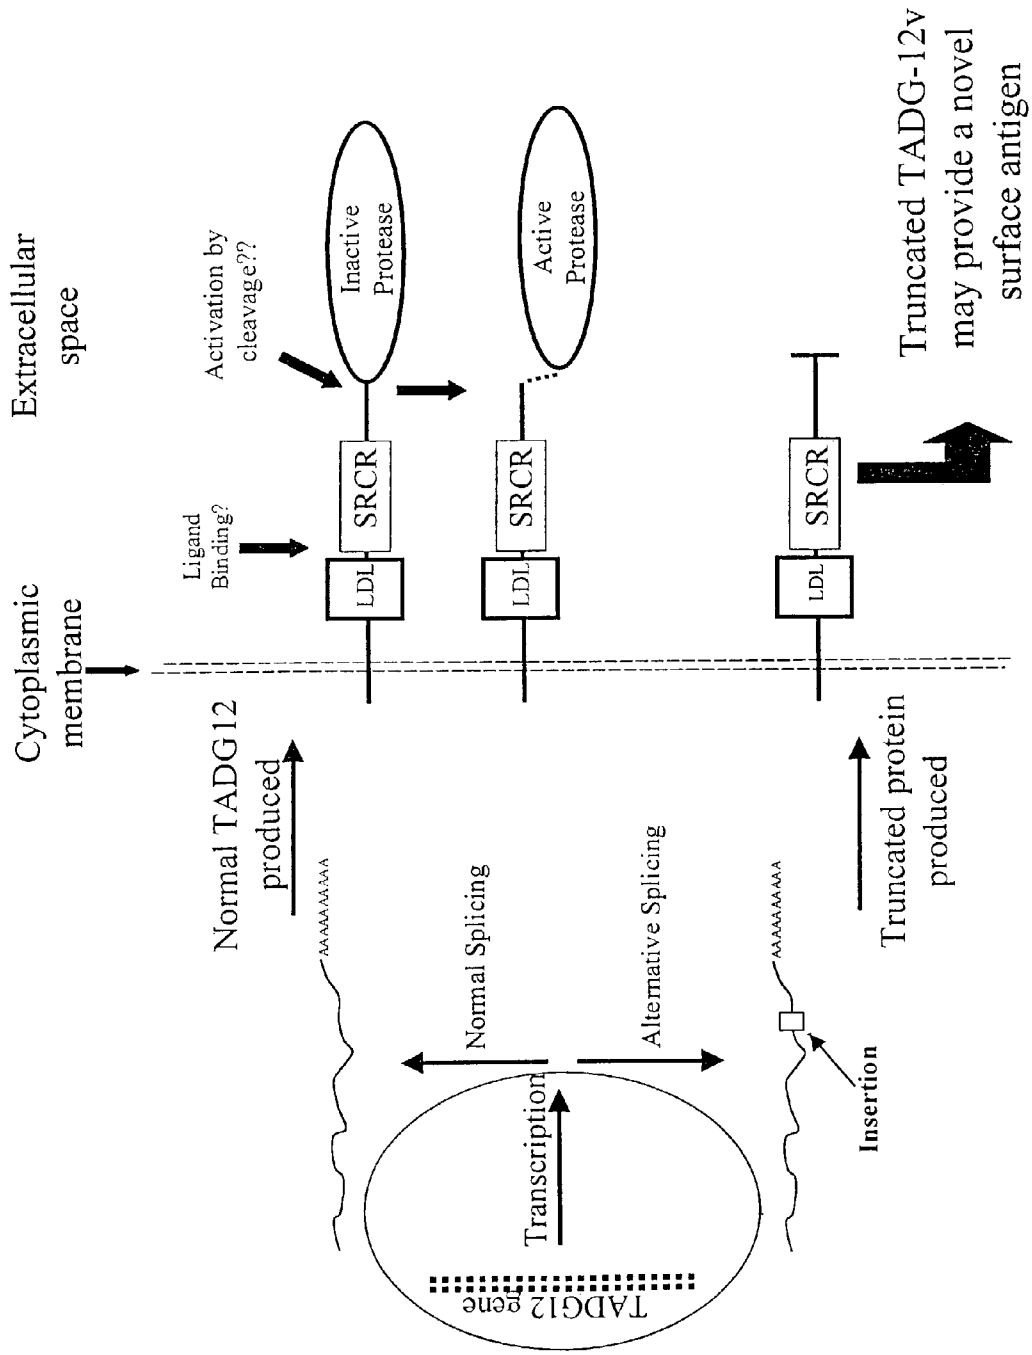 Cytoplasmic
membrane
Extracellular
space
Normal TADG12
produced
Ligand
Binding?
Activation by
cleavage??
AAAAAAAAAA
LDL
SRCR
Inactive
Protease
Normal Splicing
LDL
SRCR
Active
Protease
TADG12 gene
Transcription
Alternative Splicing
AAAAAAAAAA
LDL
SRCR
Insertion
Truncated protein
produced
Truncated TADG-12v
may provide a novel
surface antigen